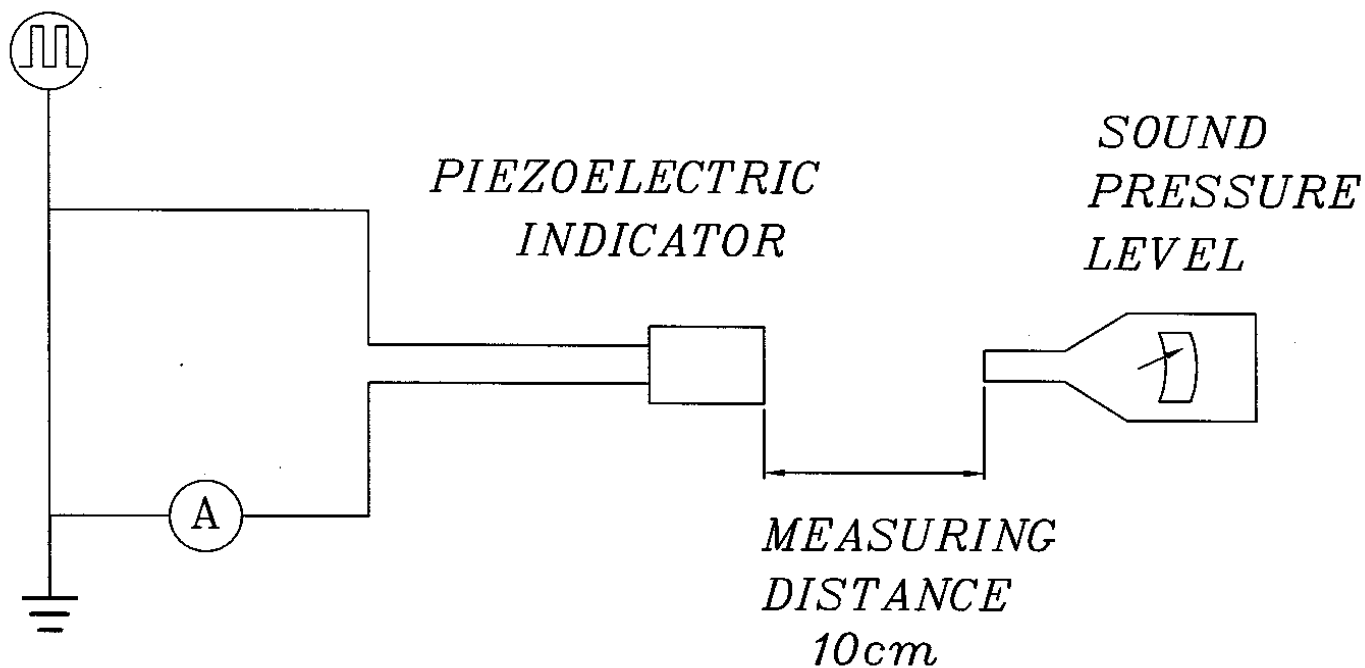 PIEZOELECTRIC
INDICATOR
SOUND
PRESSURE
LEVEL
A
MEASURING
DISTANCE
10cm